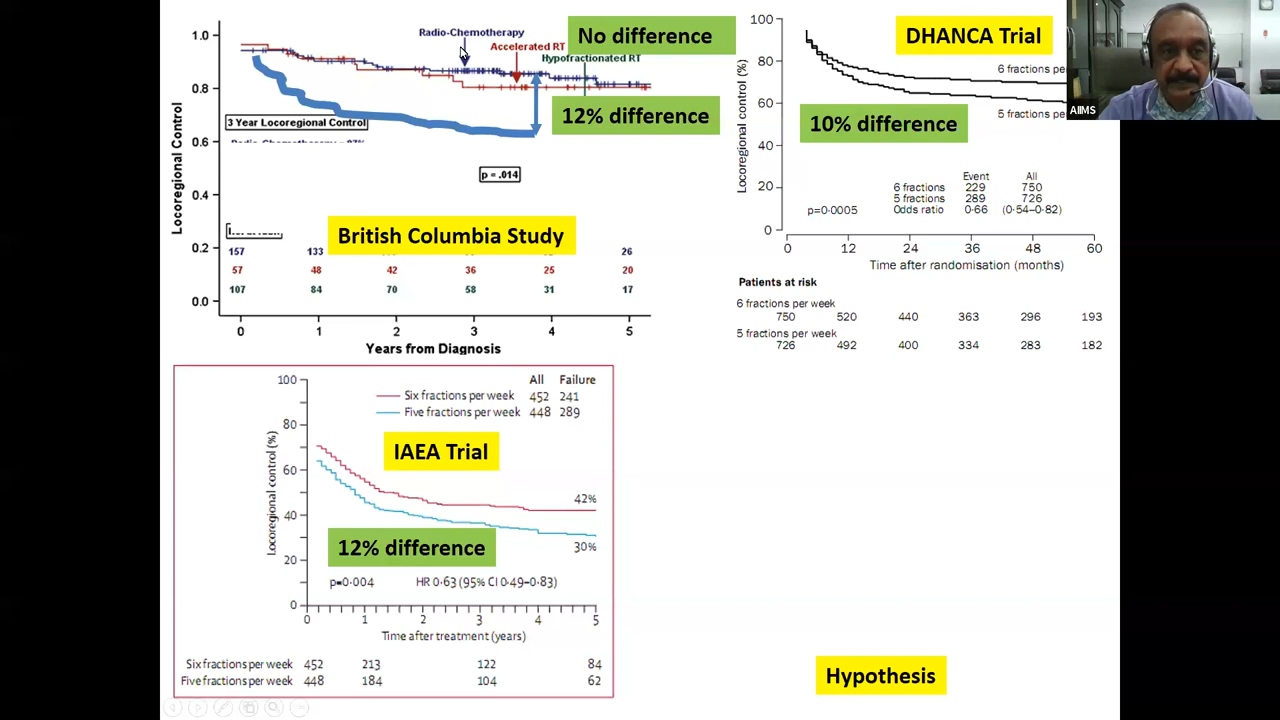 1.0
0.8
0.6
0.4
0.2
0.0
Locoregional Control
Radio-Chemotherapy
Accelerated RT
Hypofractionated RT
No difference
12% difference
3 Year Locoregional Control
p = .014
British Columbia Study
157 133 26
57 48 42 36 25 20
107 84 70 58 31 17
0 1 2 3 4 5
Years from Diagnosis
100
80
60
40
20
0
Locoregional control (%)
DHANCA Trial
6 fractions pe
5 fractions pe
10% difference
Event All
6 fractions 229 750
5 fractions 289 726
Odds ratio 0·66 (0·54–0·82)
p=0·0005
0 12 24 36 48 60
Time after randomisation (months)
Patients at risk
6 fractions per week
750 520 440 363 296 193
5 fractions per week
726 492 400 334 283 182
AIIMS
100
80
60
40
20
0
Locoregional control (%)
All Failure
Six fractions per week 452 241
Five fractions per week 448 289
IAEA Trial
42%
30%
12% difference
p=0·004 HR 0·63 (95% CI 0·49–0·83)
0 1 2 3 4 5
Time after treatment (years)
Six fractions per week 452 213 122 84
Five fractions per week 448 184 104 62
Hypothesis